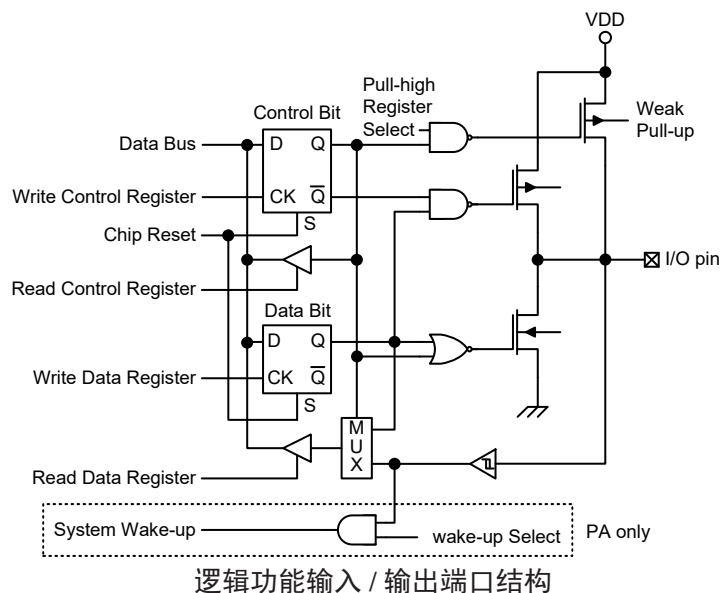 VDD
Pull-high
Register
Select
Weak
Pull-up
Control Bit
Data Bus
D
Q
Write Control Register
CK
Q
S
Chip Reset
I/O pin
Read Control Register
Data Bit
D
Q
Write Data Register
CK
Q
S
M
U
X
Read Data Register
System Wake-up
wake-up Select
PA only
逻辑功能输入 / 输出端口结构